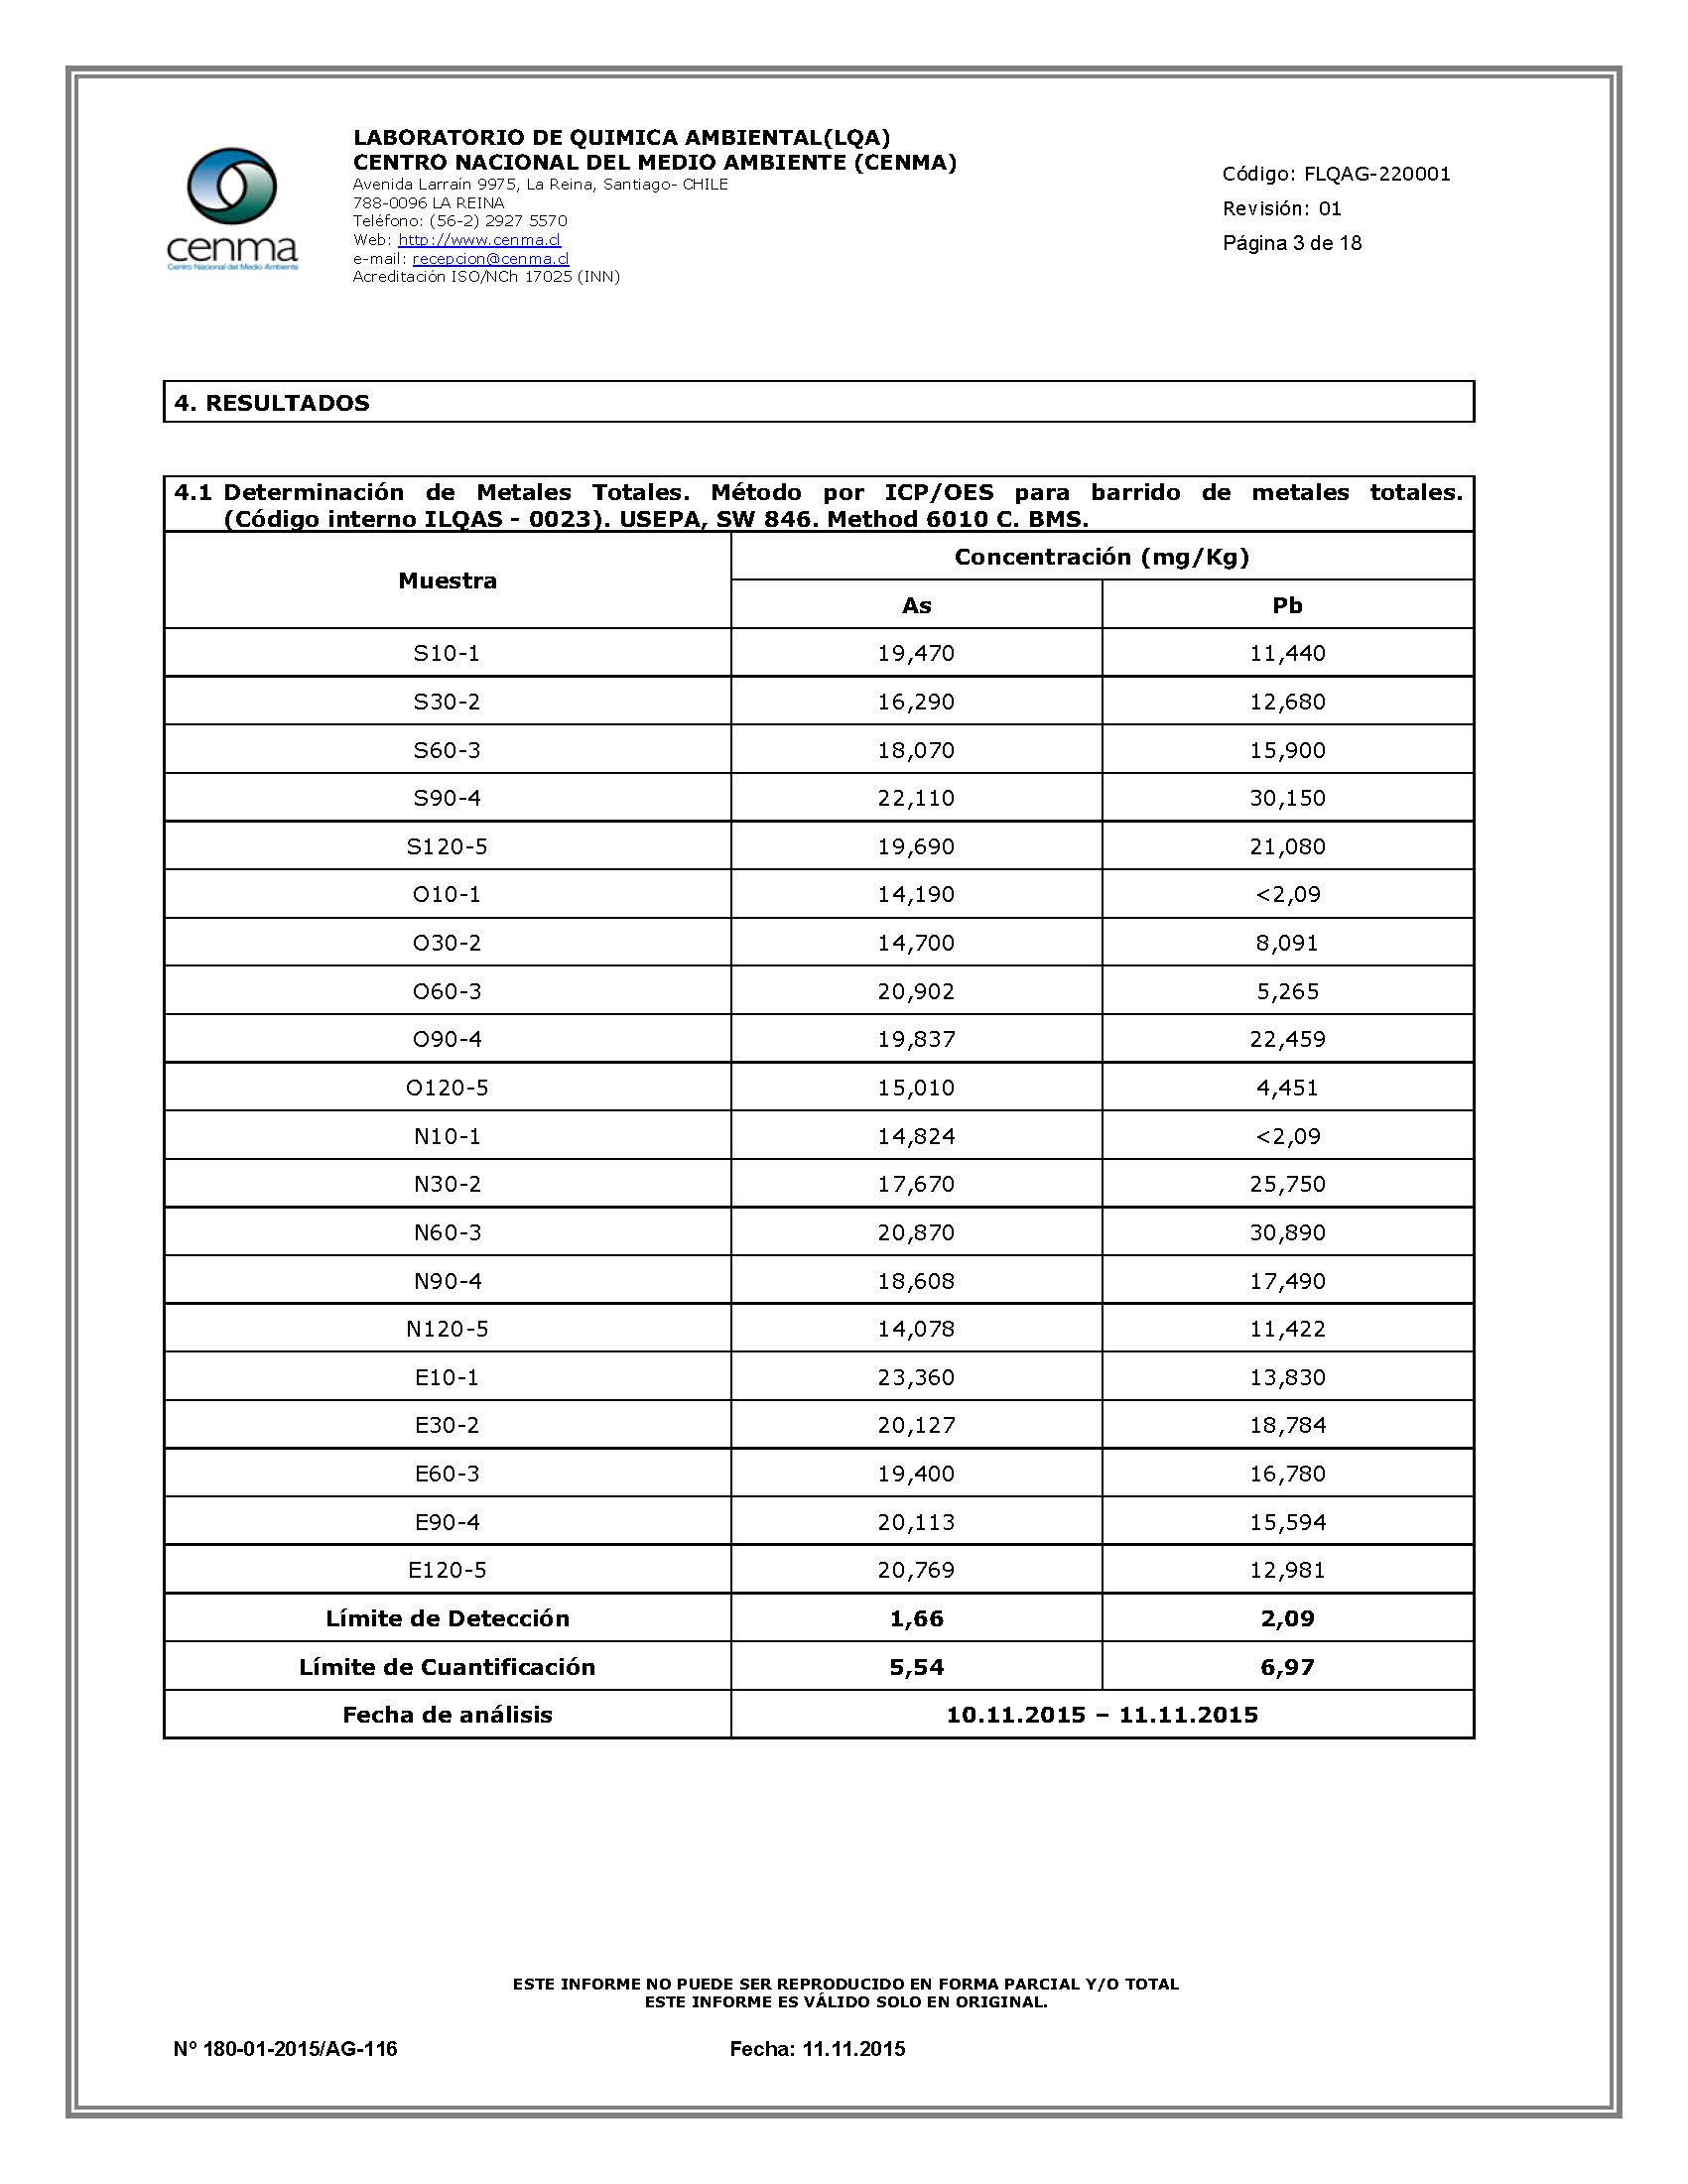 LABORATORIO DE QUIMICA AMBIENTAL(LQA)
CENTRO NACIONAL DEL MEDIO AMBIENTE (CENMA)
Avenida Larraín 9975, La Reina, Santiago- CHILE
788-0096 LA REINA
Teléfono: (56-2) 2927 5570
Web: http://www.cenma.cl
e-mail: recepcion@cenma.cl
Acreditación ISO/NCh 17025 (INN)
cenma
Centro Nacional del Medio Ambiente
Código: FLQAG-220001
Revisión: 01
Página 3 de 18
4. RESULTADOS
4.1 Determinación de Metales Totales. Método por ICP/OES para barrido de metales totales.
(Código interno ILQAS - 0023). USEPA, SW 846. Method 6010 C. BMS.
Muestra Concentración (mg/Kg)
As Pb
S10-1 19,470 11,440
S30-2 16,290 12,680
S60-3 18,070 15,900
S90-4 22,110 30,150
S120-5 19,690 21,080
O10-1 14,190 <2,09
O30-2 14,700 8,091
O60-3 20,902 5,265
O90-4 19,837 22,459
O120-5 15,010 4,451
N10-1 14,824 <2,09
N30-2 17,670 25,750
N60-3 20,870 30,890
N90-4 18,608 17,490
N120-5 14,078 11,422
E10-1 23,360 13,830
E30-2 20,127 18,784
E60-3 19,400 16,780
E90-4 20,113 15,594
E120-5 20,769 12,981
Límite de Detección 1,66 2,09
Límite de Cuantificación 5,54 6,97
Fecha de análisis 10.11.2015 – 11.11.2015
ESTE INFORME NO PUEDE SER REPRODUCIDO EN FORMA PARCIAL Y/O TOTAL
ESTE INFORME ES VÁLIDO SOLO EN ORIGINAL.
Nº 180-01-2015/AG-116 Fecha: 11.11.2015